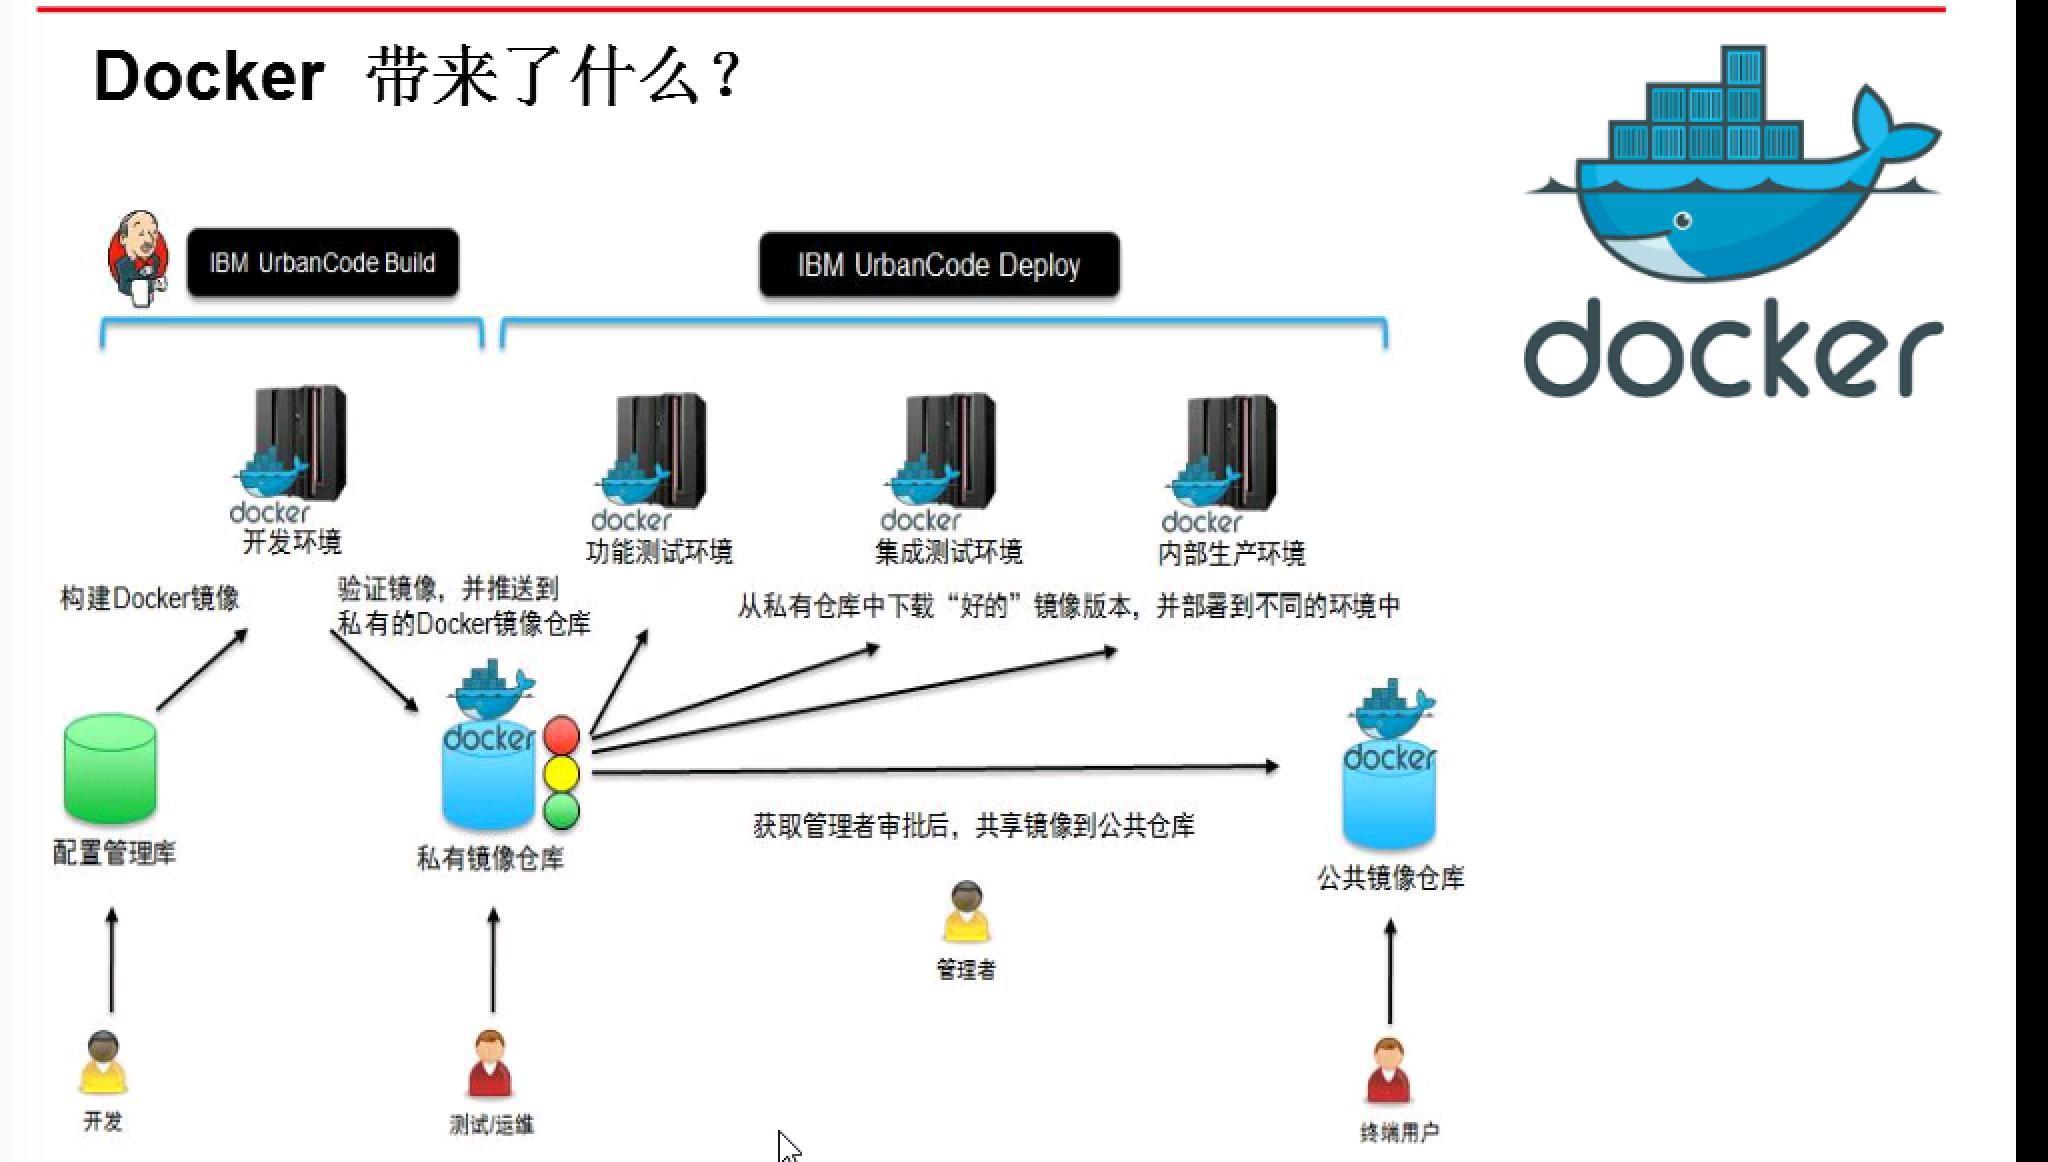 Docker 带来了什么？
docker
IBM UrbanCode Build
IBM UrbanCode Deploy
docker
开发环境
docker
功能测试环境
docker
集成测试环境
docker
内部生产环境
构建Docker镜像
验证镜像，并推送到
私有的Docker镜像仓库
从私有仓库中下载“好的”镜像版本，并部署到不同的环境中
docker
docker
配置管理库
私有镜像仓库
获取管理者审批后，共享镜像到公共仓库
公共镜像仓库
管理者
开发
测试/运维
终端用户